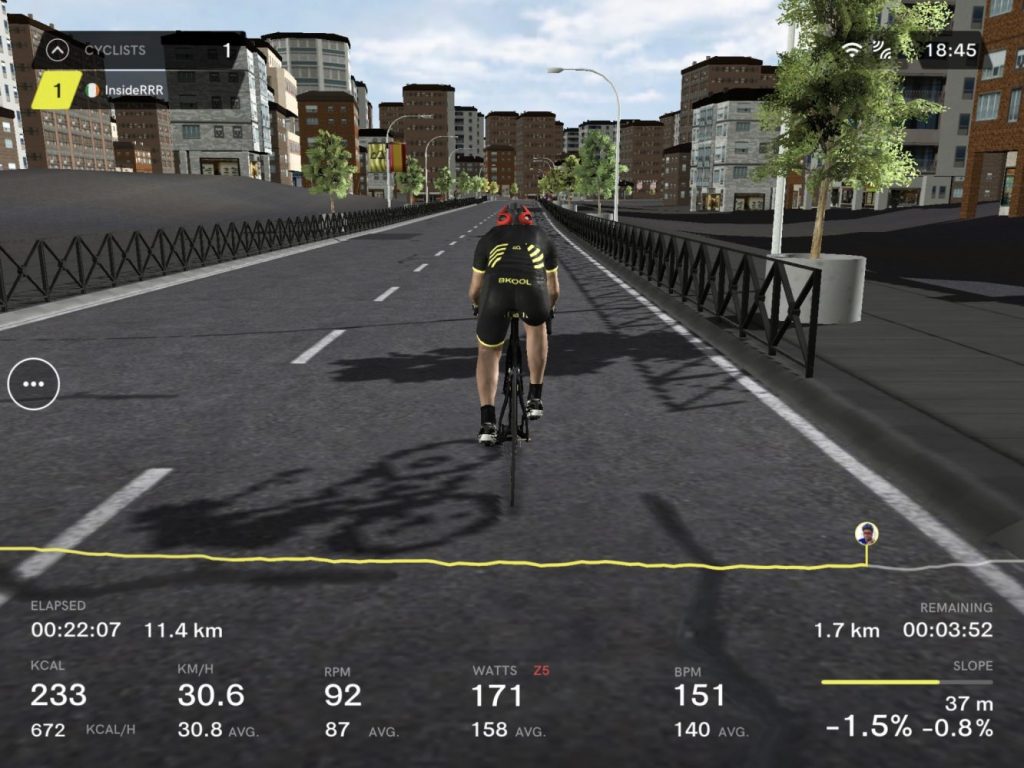 CYCLISTS 1
18:45
1 InsideRRR
BKOOL
ELAPSED
00:22:07 11.4 km
REMAINING
1.7 km 00:03:52
KCAL
233
672 KCAL/H
KM/H
30.6
30.8 AVG.
RPM
92
87 AVG.
WATTS Z5
171
158 AVG.
BPM
151
140 AVG.
SLOPE
37 m
-1.5% -0.8%